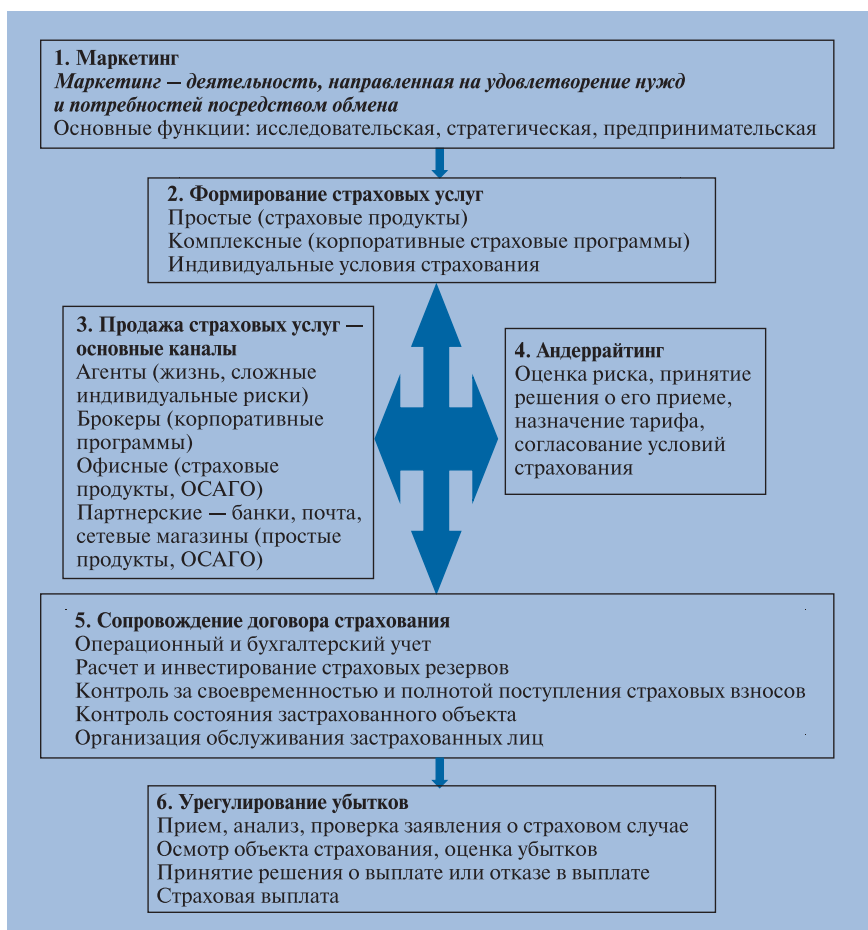 1. Маркетинг
Маркетинг — деятельность, направленная на удовлетворение нужд
и потребностей посредством обмена
Основные функции: исследовательская, стратегическая, предпринимательская
2. Формирование страховых услуг
Простые (страховые продукты)
Комплексные (корпоративные страховые программы)
Индивидуальные условия страхования
3. Продажа страховых услуг —
основные каналы
Агенты (жизнь, сложные
индивидуальные риски)
Брокеры (корпоративные
программы)
Офисные (страховые
продукты, ОСАГО)
Партнерские — банки, почта,
сетевые магазины (простые
продукты, ОСАГО)
4. Андеррайтинг
Оценка риска, принятие
решения о его приеме,
назначение тарифа,
согласование условий
страхования
5. Сопровождение договора страхования
Операционный и бухгалтерский учет
Расчет и инвестирование страховых резервов
Контроль за своевременностью и полнотой поступления страховых взносов
Контроль состояния застрахованного объекта
Организация обслуживания застрахованных лиц
6. Урегулирование убытков
Прием, анализ, проверка заявления о страховом случае
Осмотр объекта страхования, оценка убытков
Принятие решения о выплате или отказе в выплате
Страховая выплата